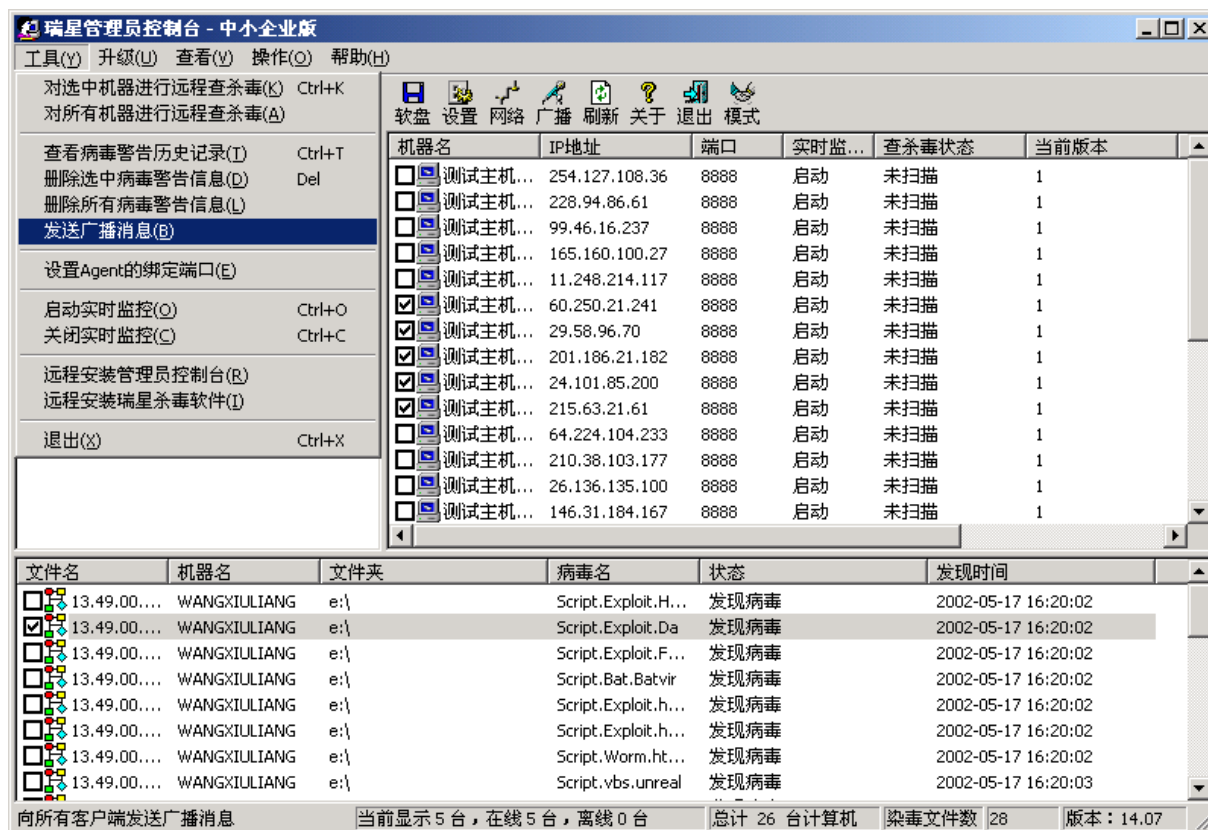 瑞星管理员控制台 - 中小企业版
工具(Y) 升级(U) 查看(V) 操作(O) 帮助(H)
对选中机器进行远程查杀毒(K) Ctrl+K
对所有机器进行远程查杀毒(A)
查看病毒警告历史记录(T) Ctrl+T
删除选中病毒警告信息(D) Del
删除所有病毒警告信息(L)
发送广播消息(B)
设置Agent的绑定端口(E)
启动实时监控(O) Ctrl+O
关闭实时监控(C) Ctrl+C
远程安装管理员控制台(R)
远程安装瑞星杀毒软件(I)
退出(X) Ctrl+X
软盘 设置 网络 广播 刷新 关于 退出 模式
机器名 IP地址 端口 实时监... 查杀毒状态 当前版本
测试主机... 254.127.108.36 8888 启动 未扫描 1
测试主机... 228.94.86.61 8888 启动 未扫描 1
测试主机... 99.46.16.237 8888 启动 未扫描 1
测试主机... 165.160.100.27 8888 启动 未扫描 1
测试主机... 11.248.214.117 8888 启动 未扫描 1
测试主机... 60.250.21.241 8888 启动 未扫描 1
测试主机... 29.58.96.70 8888 启动 未扫描 1
测试主机... 201.186.21.182 8888 启动 未扫描 1
测试主机... 24.101.85.200 8888 启动 未扫描 1
测试主机... 215.63.21.61 8888 启动 未扫描 1
测试主机... 64.224.104.233 8888 启动 未扫描 1
测试主机... 210.38.103.177 8888 启动 未扫描 1
测试主机... 26.136.135.100 8888 启动 未扫描 1
测试主机... 146.31.184.167 8888 启动 未扫描 1
文件名 机器名 文件夹 病毒名 状态 发现时间
13.49.00.... WANGXIULIANG e:\ Script.Exploit.H... 发现病毒 2002-05-17 16:20:02
13.49.00.... WANGXIULIANG e:\ Script.Exploit.Da 发现病毒 2002-05-17 16:20:02
13.49.00.... WANGXIULIANG e:\ Script.Exploit.F... 发现病毒 2002-05-17 16:20:02
13.49.00.... WANGXIULIANG e:\ Script.Bat.Batvir 发现病毒 2002-05-17 16:20:02
13.49.00.... WANGXIULIANG e:\ Script.Exploit.h... 发现病毒 2002-05-17 16:20:02
13.49.00.... WANGXIULIANG e:\ Script.Exploit.h... 发现病毒 2002-05-17 16:20:02
13.49.00.... WANGXIULIANG e:\ Script.Worm.ht... 发现病毒 2002-05-17 16:20:02
13.49.00.... WANGXIULIANG e:\ Script.vbs.unreal 发现病毒 2002-05-17 16:20:03
向所有客户端发送广播消息 当前显示5台，在线5台，离线0台 总计 26 台计算机 染毒文件数 28 版本：14.07